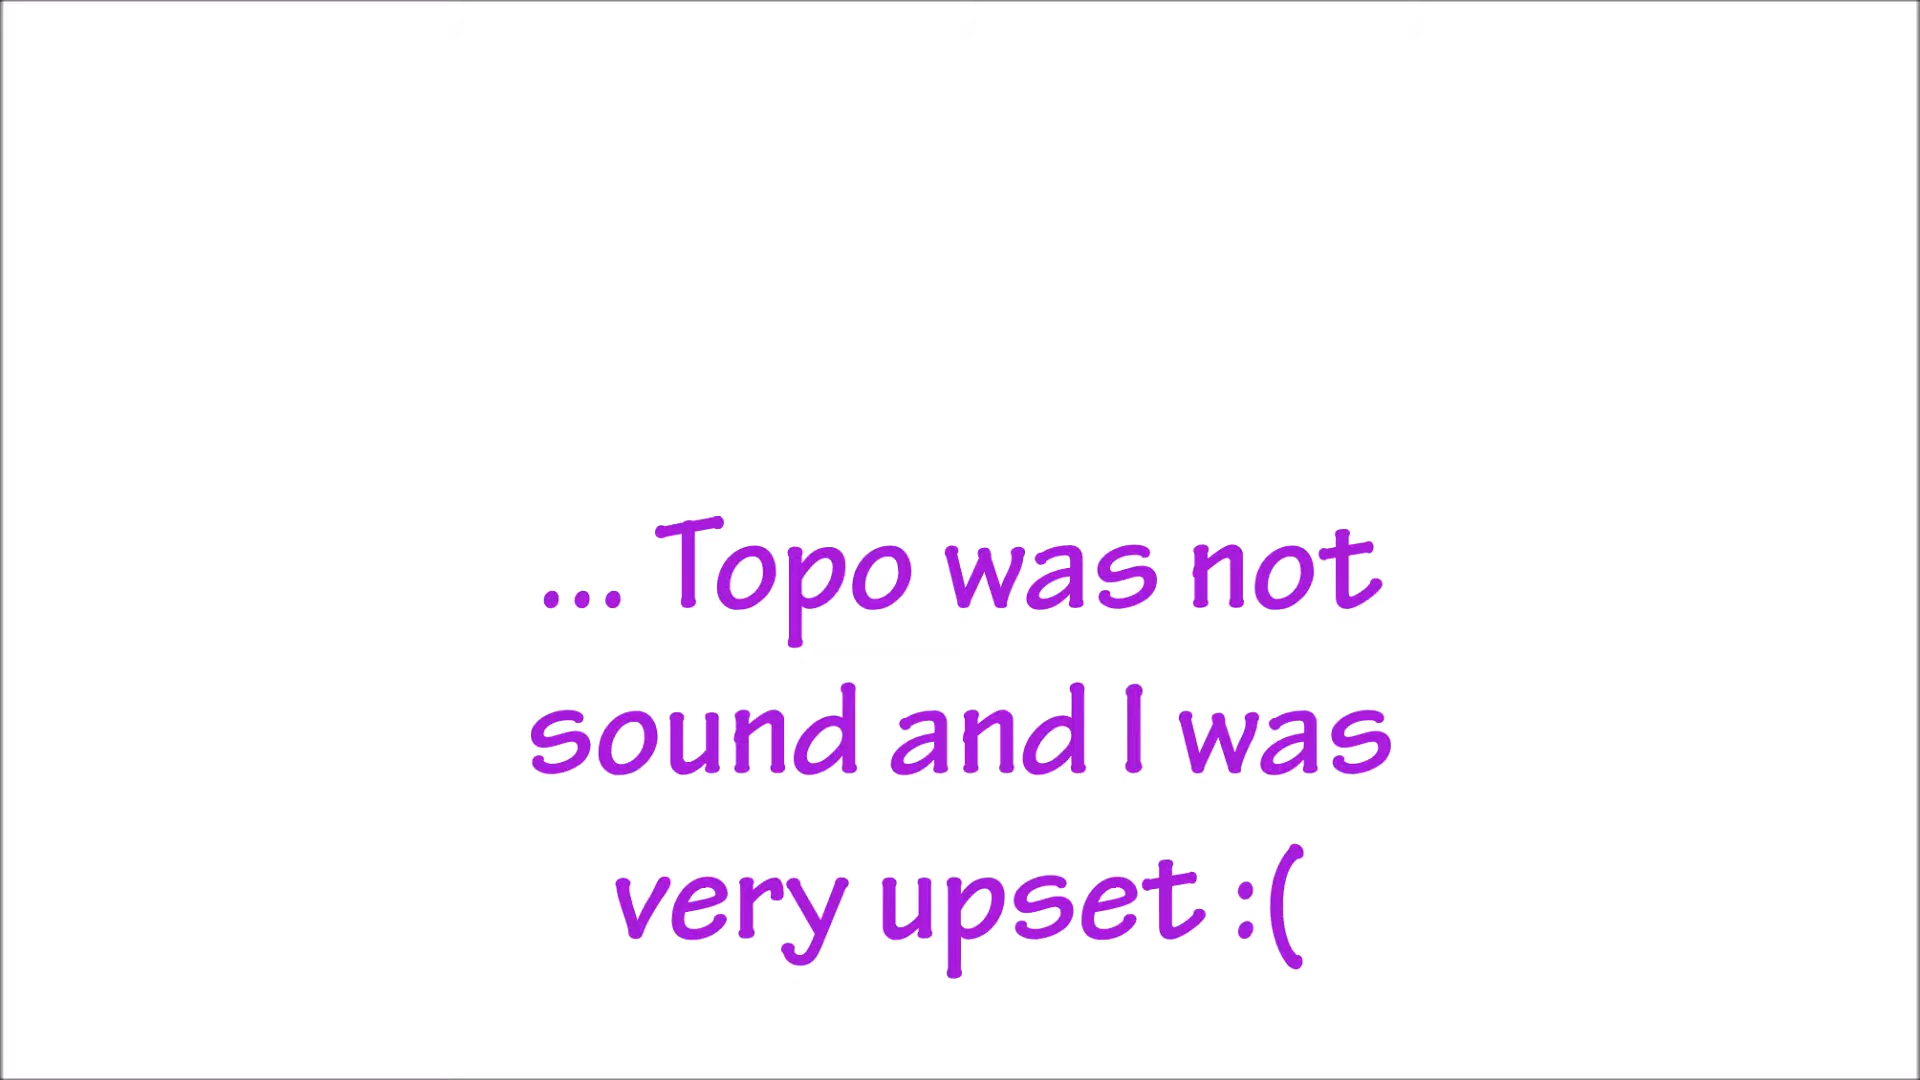 ... Topo was not
sound and I was
very upset :(